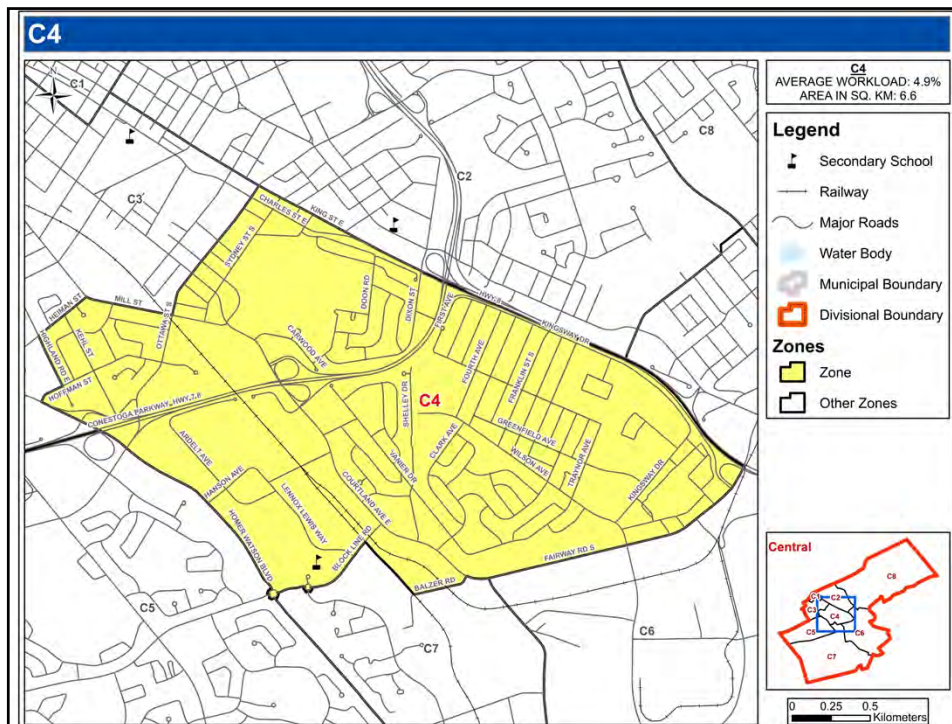 C4
C4
AVERAGE WORKLOAD: 4.9%
AREA IN SQ. KM: 6.6
Legend
Secondary School
Railway
Major Roads
Water Body
Municipal Boundary
Divisional Boundary
Zones
Zone
Other Zones
N
C1
C8
C2
C3
CHARLES ST E
KING ST E
SYDNEY ST S
HWY 8
DOON RD
DIXON ST
FIRST AVE
KINGSWAY DR
HEIMAN ST
MILL ST
OTTAWA ST S
HIGHLAND RD E
KEHL ST
CARWOOD AVE
FOURTH AVE
FRANKLIN ST S
HOFFMAN ST
CONESTOGA PARKWAY, HWY 7,8
SHELLEY DR
C4
GREENFIELD AVE
CLARK AVE
WILSON AVE
TRAYNOR AVE
ARDELT AVE
VANIER DR
KINGSWAY DR
HANSON AVE
COURTLAND AVE E
LENNOX LEWIS WAY
HOMER WATSON BLVD
BLOCK LINE RD
FAIRWAY RD S
BALZER RD
C5
C7
C6
Central
C8
C1
C2
C3
C4
C5
C6
C7
0 0.25 0.5
Kilometers